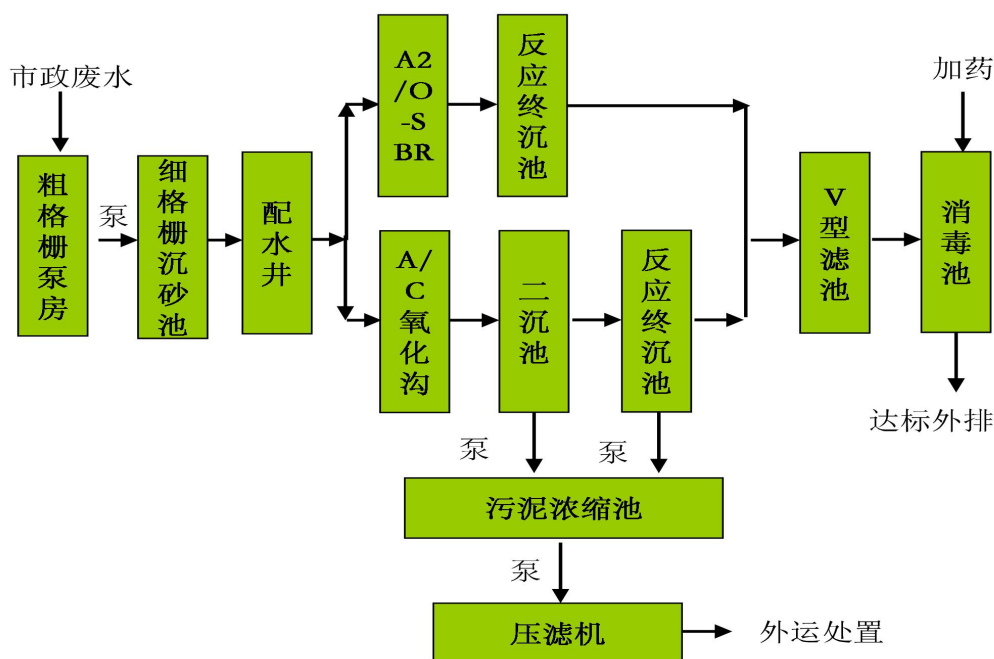 市政废水
粗格栅泵房
泵
细格栅沉砂池
配水井
A2
/O
-S
BR
反应终沉池
A/
C
氧化沟
二沉池
反应终沉池
V型滤池
加药
消毒池
达标外排
泵
泵
污泥浓缩池
泵
压滤机
外运处置